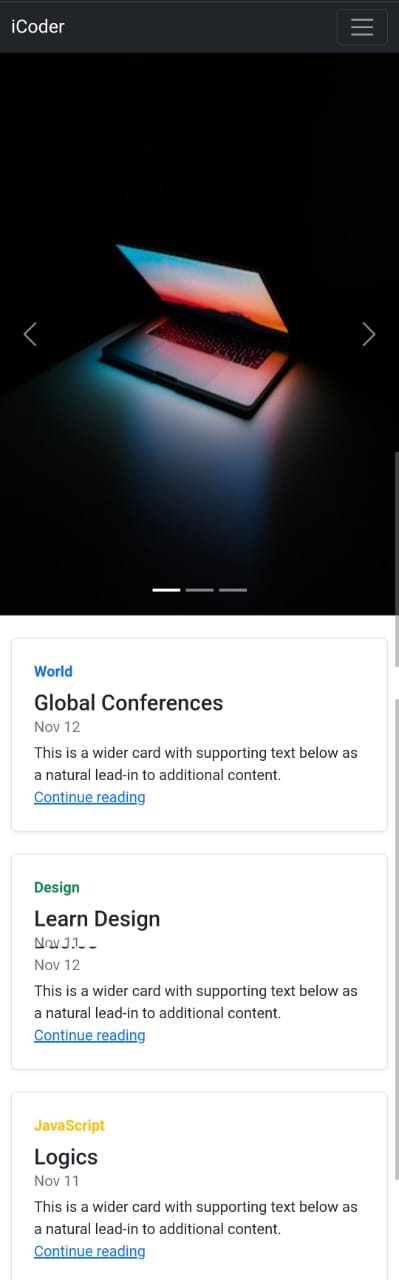 iCoder
World
Global Conferences
Nov 12
This is a wider card with supporting text below as
a natural lead-in to additional content.
Continue reading
Design
Learn Design
Nov 11
Nov 12
This is a wider card with supporting text below as
a natural lead-in to additional content.
Continue reading
JavaScript
Logics
Nov 11
This is a wider card with supporting text below as
a natural lead-in to additional content.
Continue reading